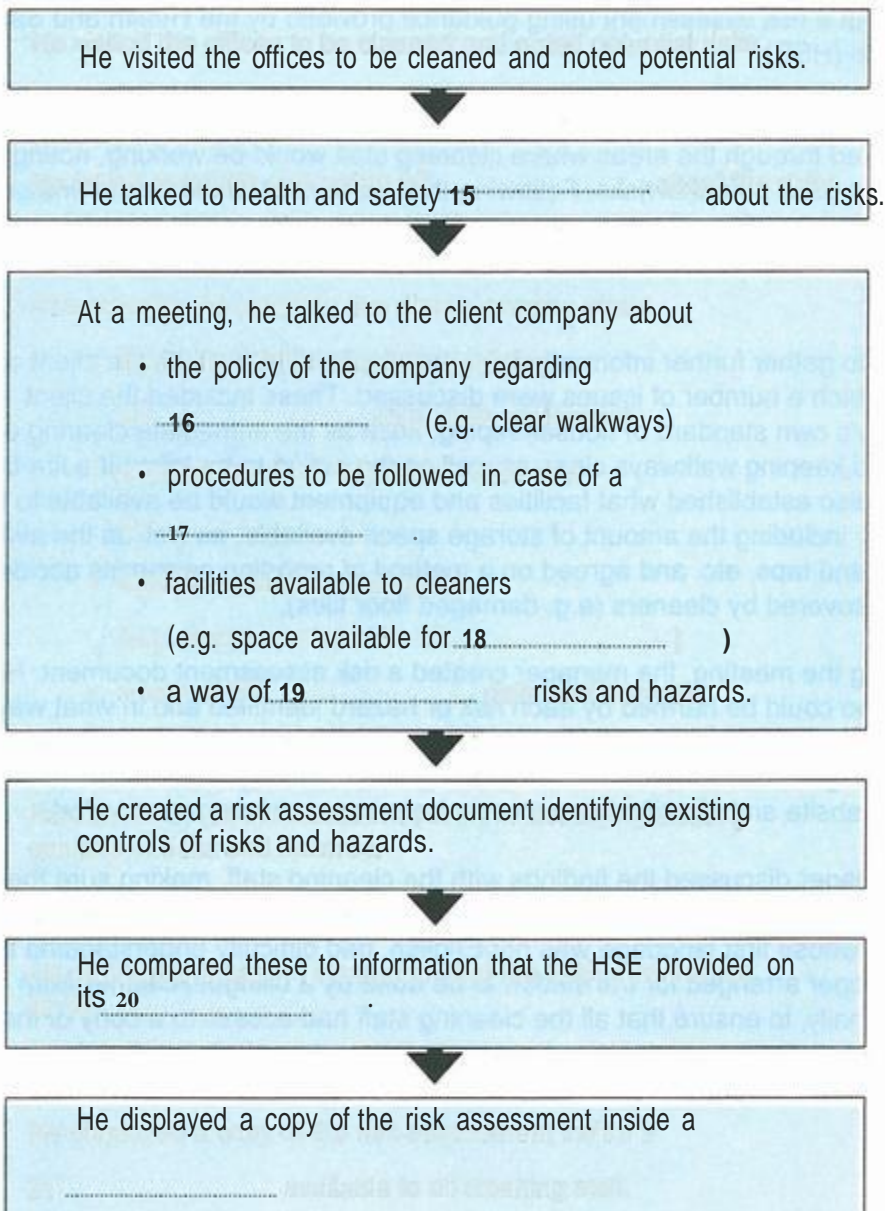 He visited the offices to be cleaned and noted potential risks.
He talked to health and safety 15 .................... about the risks.
At a meeting, he talked to the client company about
• the policy of the company regarding
16 .................... (e.g. clear walkways)
procedures to be followed in case of a
17 .................... .
• facilities available to cleaners
(e.g. space available for 18 .................... )
• a way of 19 .................... risks and hazards.
He created a risk assessment document identifying existing
controls of risks and hazards.
He compared these to information that the HSE provided on
its 20 .................... .
He displayed a copy of the risk assessment inside a
....................